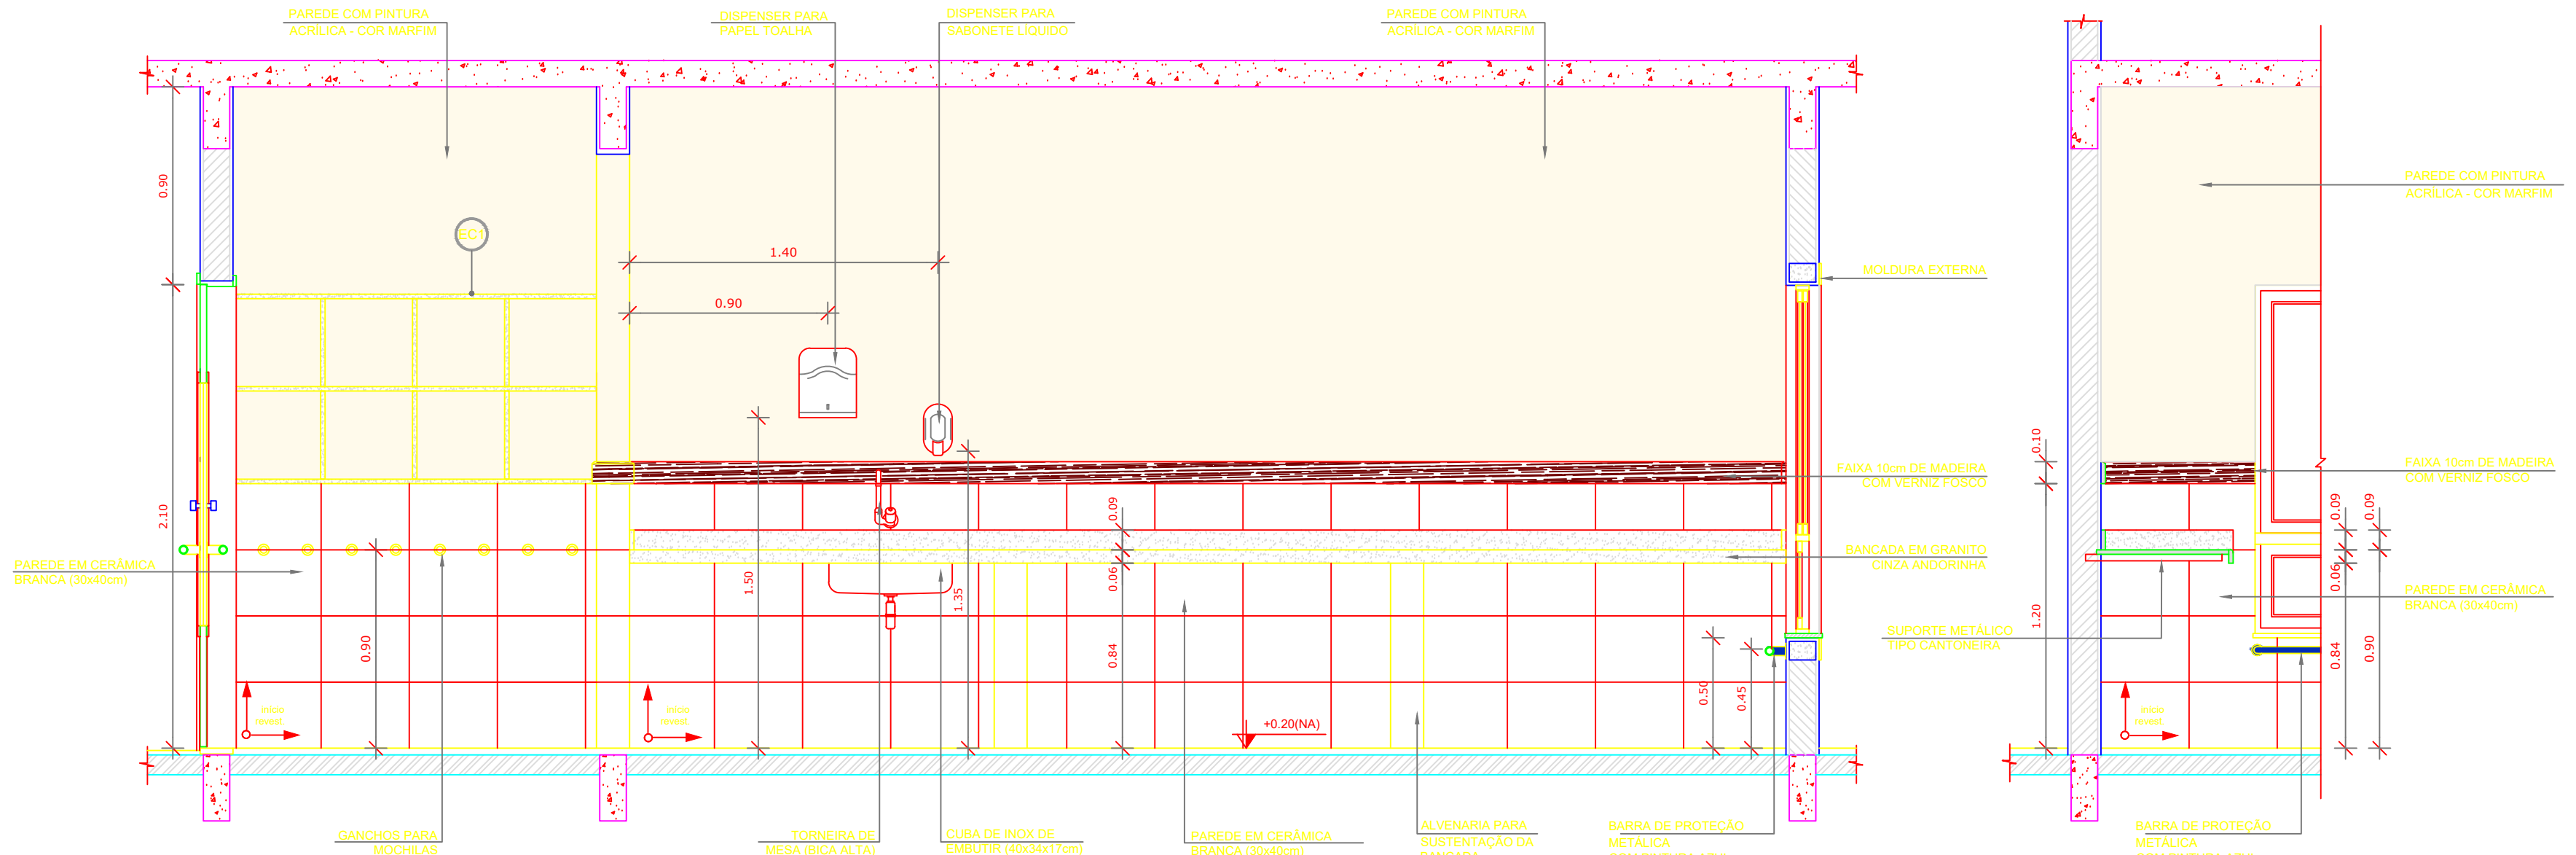 PAREDE COM PINTURA
ACRÍLICA - COR MARFIM
DISPENSER PARA
PAPEL TOALHA
DISPENSER PARA
SABONETE LÍQUIDO
PAREDE COM PINTURA
ACRÍLICA - COR MARFIM
PAREDE COM PINTURA
ACRÍLICA - COR MARFIM
0.90
EC1
1.40
0.90
MOLDURA EXTERNA
0.10
FAIXA 10cm DE MADEIRA
COM VERNIZ FOSCO
FAIXA 10cm DE MADEIRA
COM VERNIZ FOSCO
2.10
0.09
0.09
0.09
BANCADA EM GRANITO
CINZA ANDORINHA
PAREDE EM CERÂMICA
BRANCA (30x40cm)
1.50
1.35
0.06
0.06
PAREDE EM CERÂMICA
BRANCA (30x40cm)
1.20
SUPORTE METÁLICO
TIPO CANTONEIRA
0.90
0.84
0.84
0.90
0.50
0.45
Início
revest.
Início
revest.
+0.20(NA)
Início
revest.
GANCHOS PARA
MOCHILAS
TORNEIRA DE
MESA (BICA ALTA)
CUBA DE INOX DE
EMBUTIR (40x34x17cm)
PAREDE EM CERÂMICA
BRANCA (30x40cm)
ALVENARIA PARA
SUSTENTAÇÃO DA
BARRA DE PROTEÇÃO
METÁLICA
BARRA DE PROTEÇÃO
METÁLICA